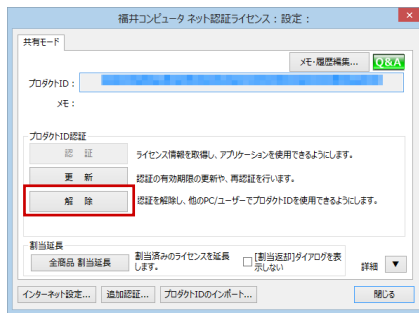 福井コンピュータ ネット認証ライセンス：設定：
×
共有モード
メモ・履歴編集...
Q&A
プロダクトID：
メモ：
プロダクトID認証
認　証
ライセンス情報を取得し、アプリケーションを使用できるようにします。
更　新
認証の有効期限の更新や、再認証を行います。
解　除
認証を解除し、他のPC/ユーザーでプロダクトIDを使用できるようにします。
割当延長
全商品 割当延長
割当済みのライセンスを延長
します。
[割当返却]ダイアログを表
示しない
詳細
▼
インターネット設定...
追加認証...
プロダクトIDのインポート...
閉じる